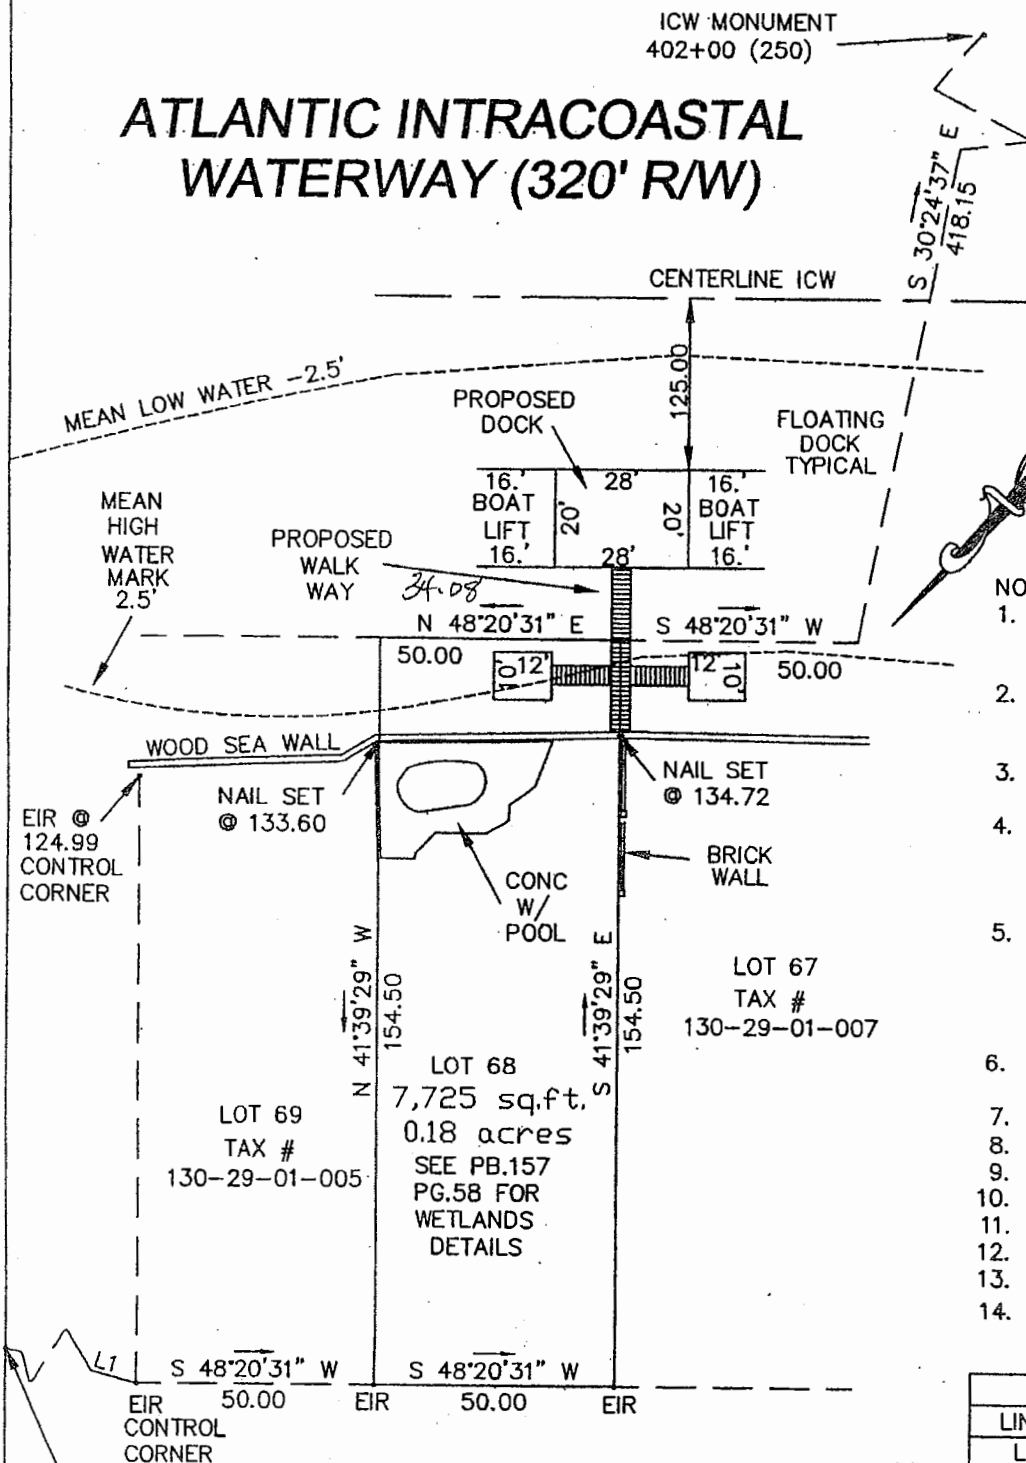 ICW MONUMENT
402+00 (250)
ATLANTIC INTRACOASTAL
WATERWAY (320' R/W)
S 30°24'37" E
418.15
CENTERLINE ICW
125.00
MEAN LOW WATER -2.5'
PROPOSED
DOCK
FLOATING
DOCK
TYPICAL
16.'
28'
16.'
BOAT
LIFT
20'
20'
BOAT
LIFT
16.'
28'
16.'
MEAN
HIGH
WATER
MARK
2.5'
PROPOSED
WALK
WAY
34.08
N 48°20'31" E
S 48°20'31" W
50.00
50.00
10'
12'
12'
10'
WOOD SEA WALL
NAIL SET
@ 133.60
NAIL SET
@ 134.72
EIR @
124.99
CONTROL
CORNER
BRICK
WALL
CONC
W/
POOL
N 41°39'29" W
154.50
S 41°39'29" E
154.50
LOT 67
TAX #
130-29-01-007
LOT 68
7,725 sq.ft.
0.18 acres
SEE PB.157
PG.58 FOR
WETLANDS
DETAILS
LOT 69
TAX #
130-29-01-005
L1
S 48°20'31" W
S 48°20'31" W
50.00
50.00
EIR
CONTROL
CORNER
EIR
EIR
NO
1.
2.
3.
4.
5.
6.
7.
8.
9.
10.
11.
12.
13.
14.
LIN
L